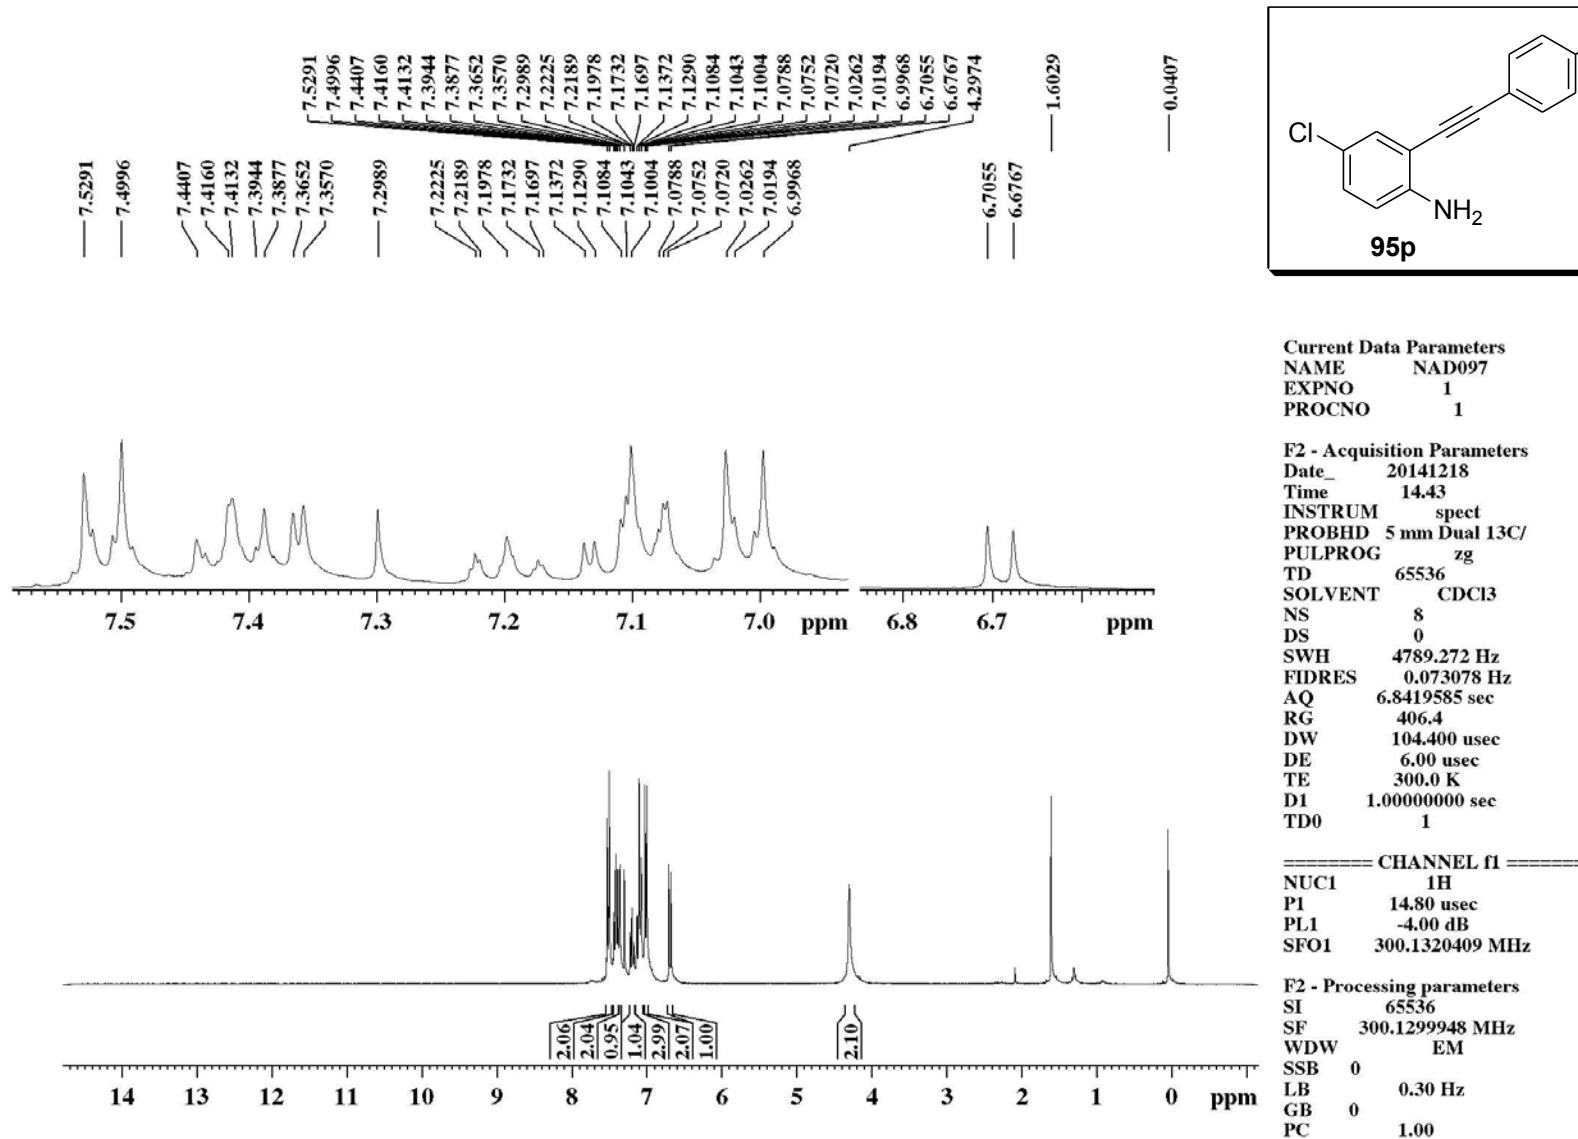 7.5291
7.4996
7.4407
7.4160
7.4132
7.3944
7.3877
7.3652
7.3570
7.2989
7.2225
7.2189
7.1978
7.1732
7.1697
7.1372
7.1290
7.1084
7.1043
7.1004
7.0788
7.0752
7.0720
7.0262
7.0194
6.9968
6.7055
6.6767
4.2974
1.6029
0.0407
7.5291
7.4996
7.4407
7.4160
7.4132
7.3944
7.3877
7.3652
7.3570
7.2989
7.2225
7.2189
7.1978
7.1732
7.1697
7.1372
7.1290
7.1084
7.1043
7.1004
7.0788
7.0752
7.0720
7.0262
7.0194
6.9968
6.7055
6.6767
Cl
NH2
95p
Current Data Parameters
NAME NAD097
EXPNO 1
PROCNO 1
F2 - Acquisition Parameters
Date_ 20141218
Time 14.43
INSTRUM spect
PROBHD 5 mm Dual 13C/
PULPROG zg
TD 65536
SOLVENT CDCl3
NS 8
DS 0
SWH 4789.272 Hz
FIDRES 0.073078 Hz
AQ 6.8419585 sec
RG 406.4
DW 104.400 usec
DE 6.00 usec
TE 300.0 K
D1 1.00000000 sec
TD0 1
======== CHANNEL f1 =======
NUC1 1H
P1 14.80 usec
PL1 -4.00 dB
SFO1 300.1320409 MHz
F2 - Processing parameters
SI 65536
SF 300.1299948 MHz
WDW EM
SSB 0
LB 0.30 Hz
GB 0
PC 1.00
7.5 7.4 7.3 7.2 7.1 7.0 ppm
6.8 6.7 ppm
2.06
2.04
0.95
1.04
2.99
2.07
1.00
2.10
14 13 12 11 10 9 8 7 6 5 4 3 2 1 0 ppm